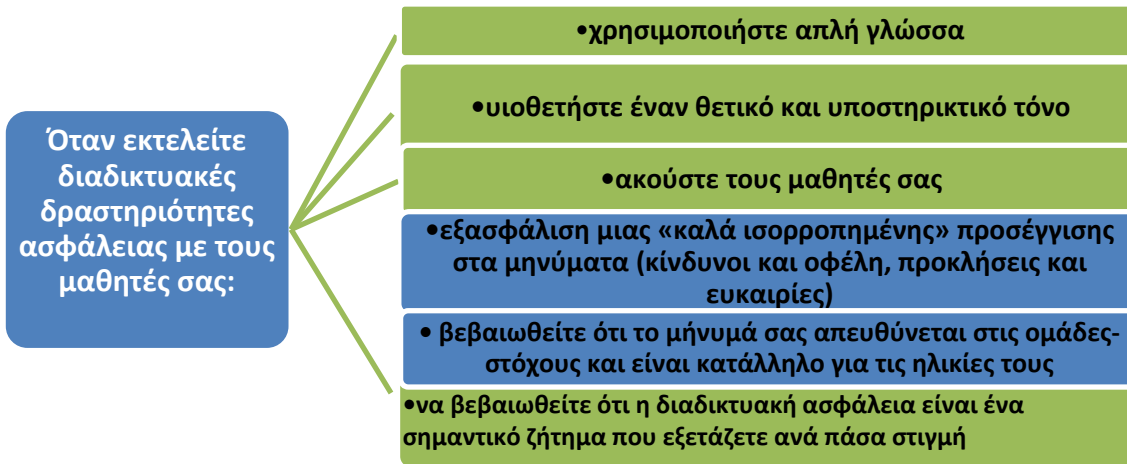 Όταν εκτελείτε
διαδικτυακές
δραστηριότητες
ασφάλειας με τους
μαθητές σας:
•χρησιμοποιήστε απλή γλώσσα
•υιοθετήστε έναν θετικό και υποστηρικτικό τόνο
•ακούστε τους μαθητές σας
•εξασφάλιση μιας «καλά ισορροπημένης» προσέγγισης
στα μηνύματα (κίνδυνοι και οφέλη, προκλήσεις και
ευκαιρίες)
• βεβαιωθείτε ότι το μήνυμά σας απευθύνεται στις ομάδες-
στόχους και είναι κατάλληλο για τις ηλικίες τους
•να βεβαιωθείτε ότι η διαδικτυακή ασφάλεια είναι ένα
σημαντικό ζήτημα που εξετάζετε ανά πάσα στιγμή